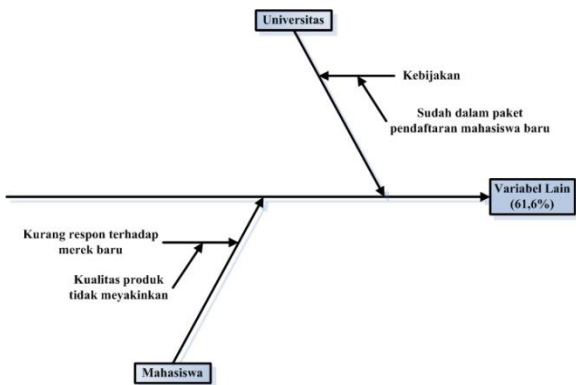 Universitas
Kebijakan
Sudah dalam paket
pendaftaran mahasiswa baru
Variabel Lain
(61,6%)
Kurang respon terhadap
merek baru
Kualitas produk
tidak meyakinkan
Mahasiswa